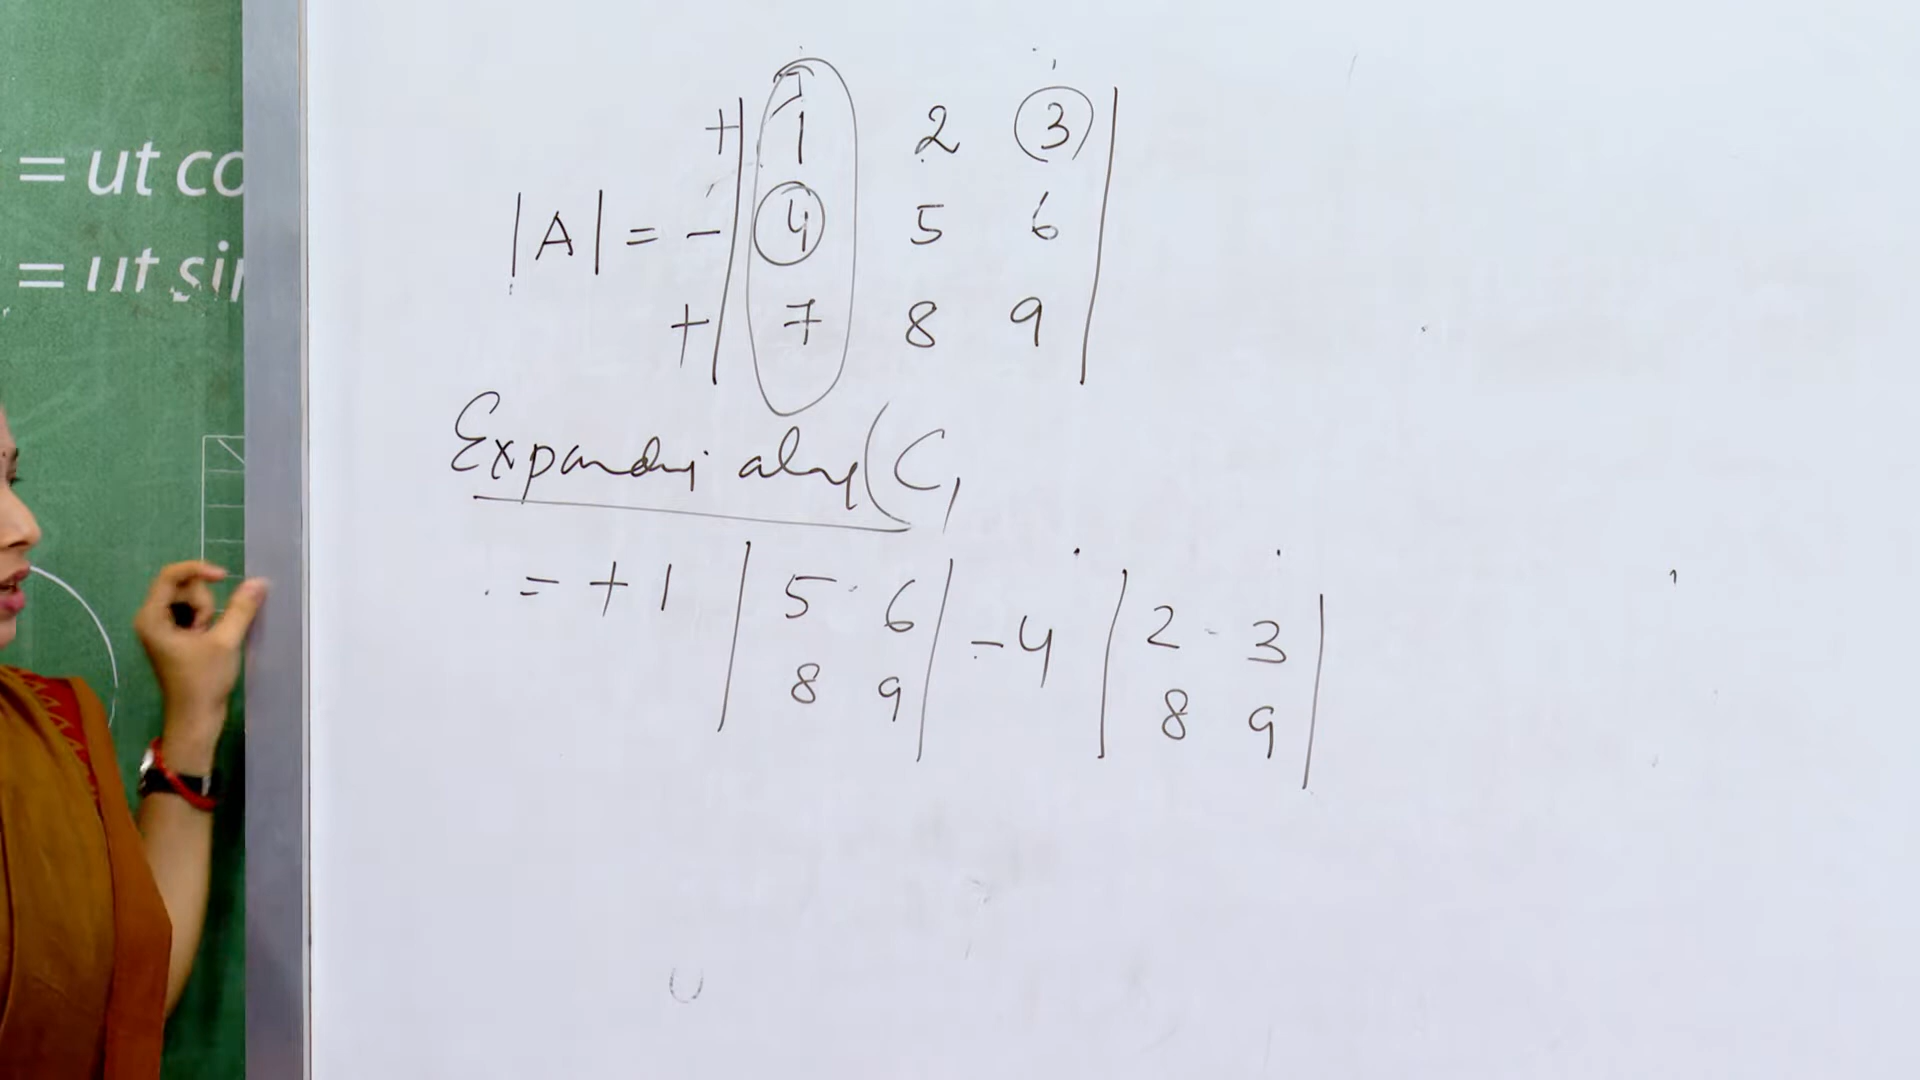 = ut co
= ut sin
+ | 1 2 3 |
|A| = - | 4 5 6 |
+ | 7 8 9 |
Expanding along C1
= + 1 | 5 6 | - 4 | 2 3 |
| 8 9 | | 8 9 |